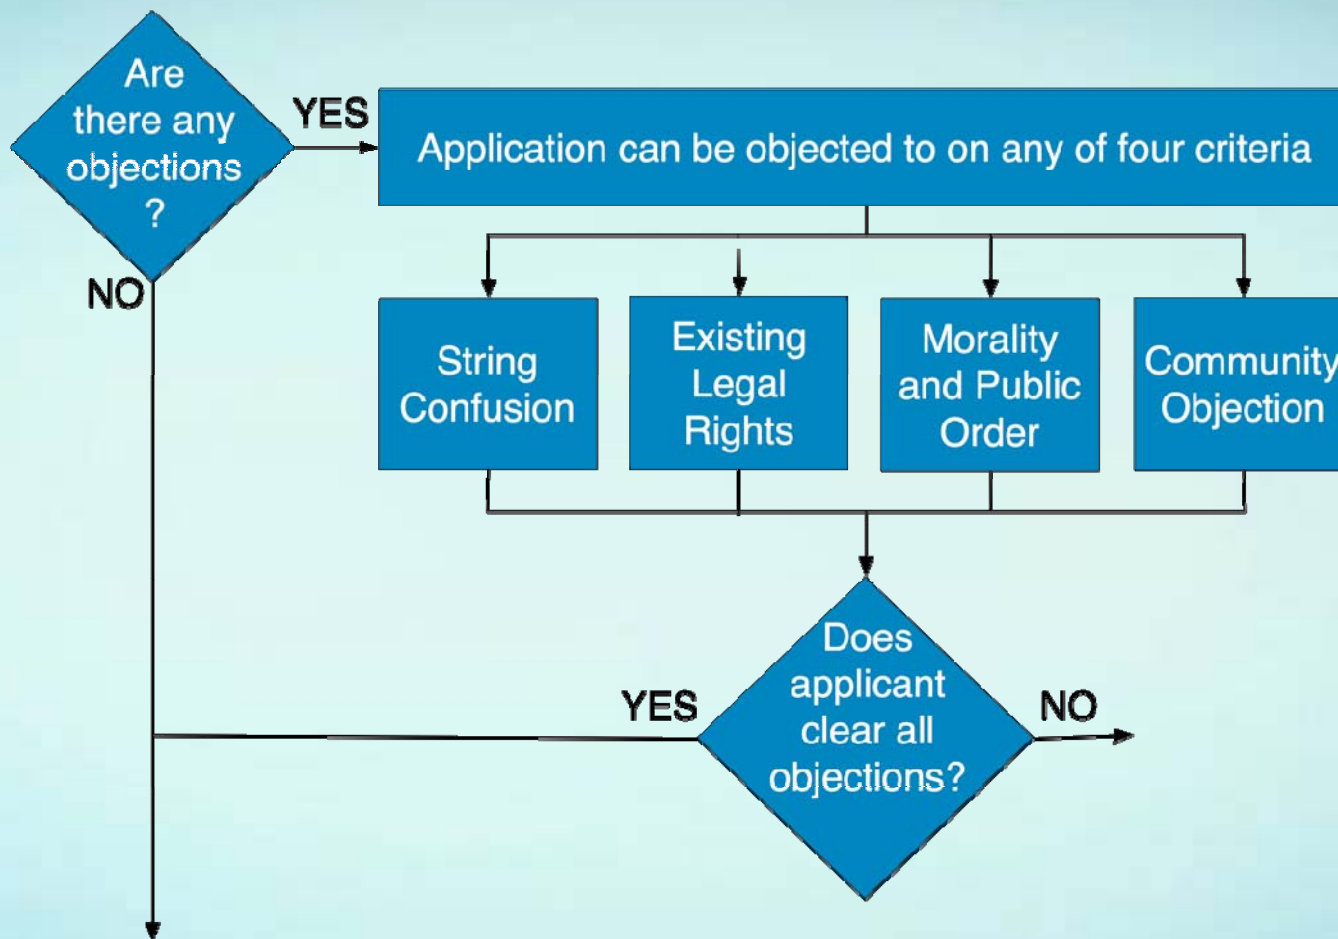 Are
there any
objections
?
YES
Application can be objected to on any of four criteria
NO
String
Confusion
Existing
Legal
Rights
Morality
and Public
Order
Community
Objection
Does
applicant
clear all
objections?
YES
NO